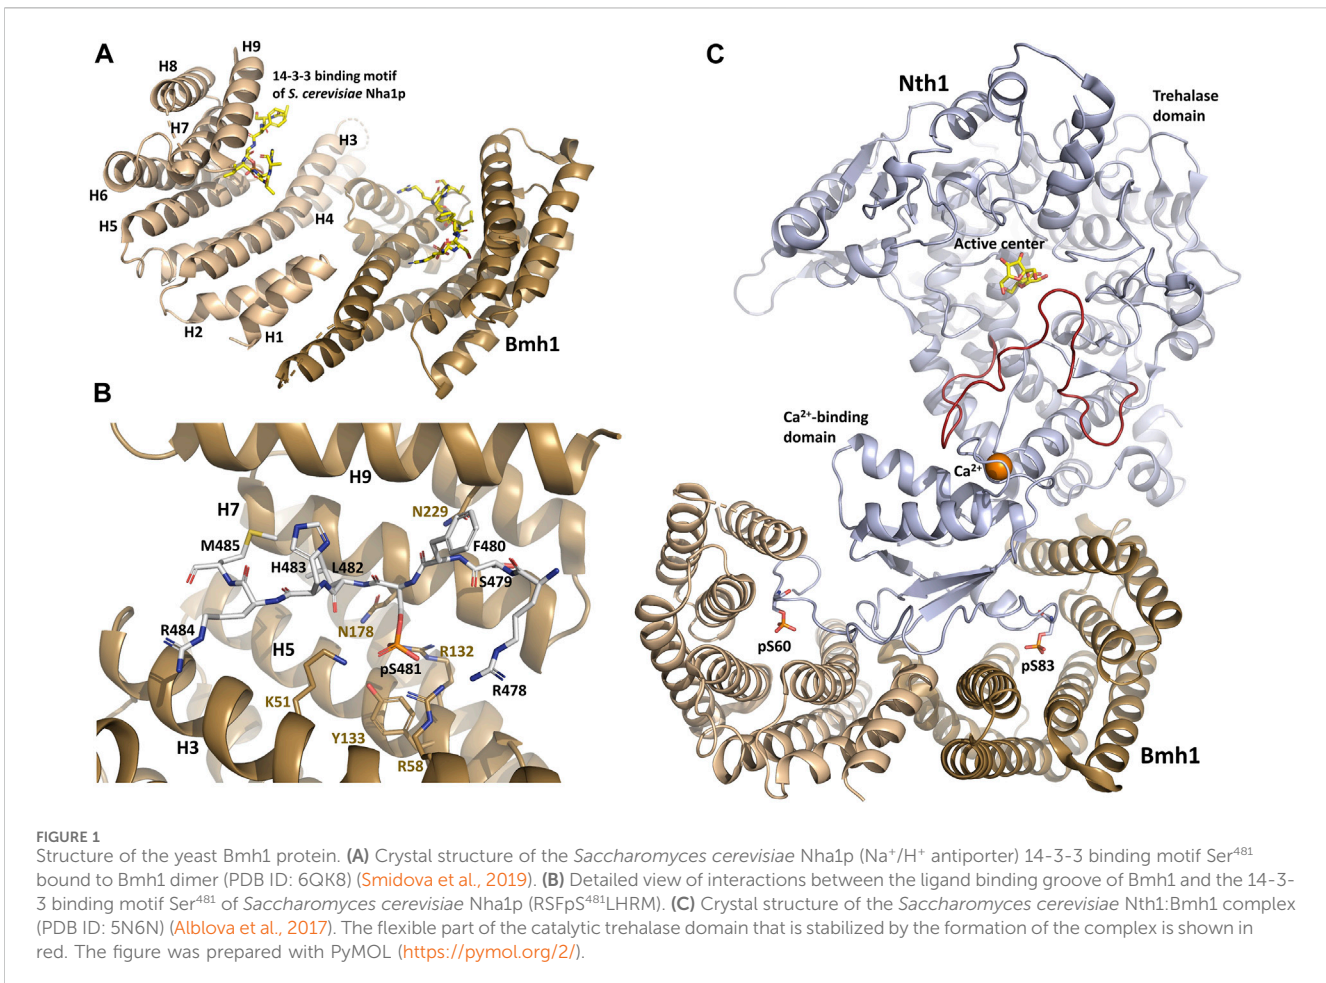 A
H9
H8
14-3-3 binding motif
of S. cerevisiae Nha1p
H7
H3
H6
H5
H4
H2
H1
Bmh1
B
H9
H7
N229
M485
H483
L482
F480
S479
N178
R484
H5
R132
pS481
R478
K51
H3
Y133
R58
C
Nth1
Trehalase
domain
Active center
Ca²⁺-binding
domain
Ca²⁺
pS60
pS83
Bmh1
FIGURE 1
Structure of the yeast Bmh1 protein. (A) Crystal structure of the Saccharomyces cerevisiae Nha1p (Na⁺/H⁺ antiporter) 14-3-3 binding motif Ser⁴⁸¹
bound to Bmh1 dimer (PDB ID: 6QK8) (Smidova et al., 2019). (B) Detailed view of interactions between the ligand binding groove of Bmh1 and the 14-3-
3 binding motif Ser⁴⁸¹ of Saccharomyces cerevisiae Nha1p (RSFpS⁴⁸¹LHRM). (C) Crystal structure of the Saccharomyces cerevisiae Nth1:Bmh1 complex
(PDB ID: 5N6N) (Alblova et al., 2017). The flexible part of the catalytic trehalase domain that is stabilized by the formation of the complex is shown in
red. The figure was prepared with PyMOL (https://pymol.org/2/).